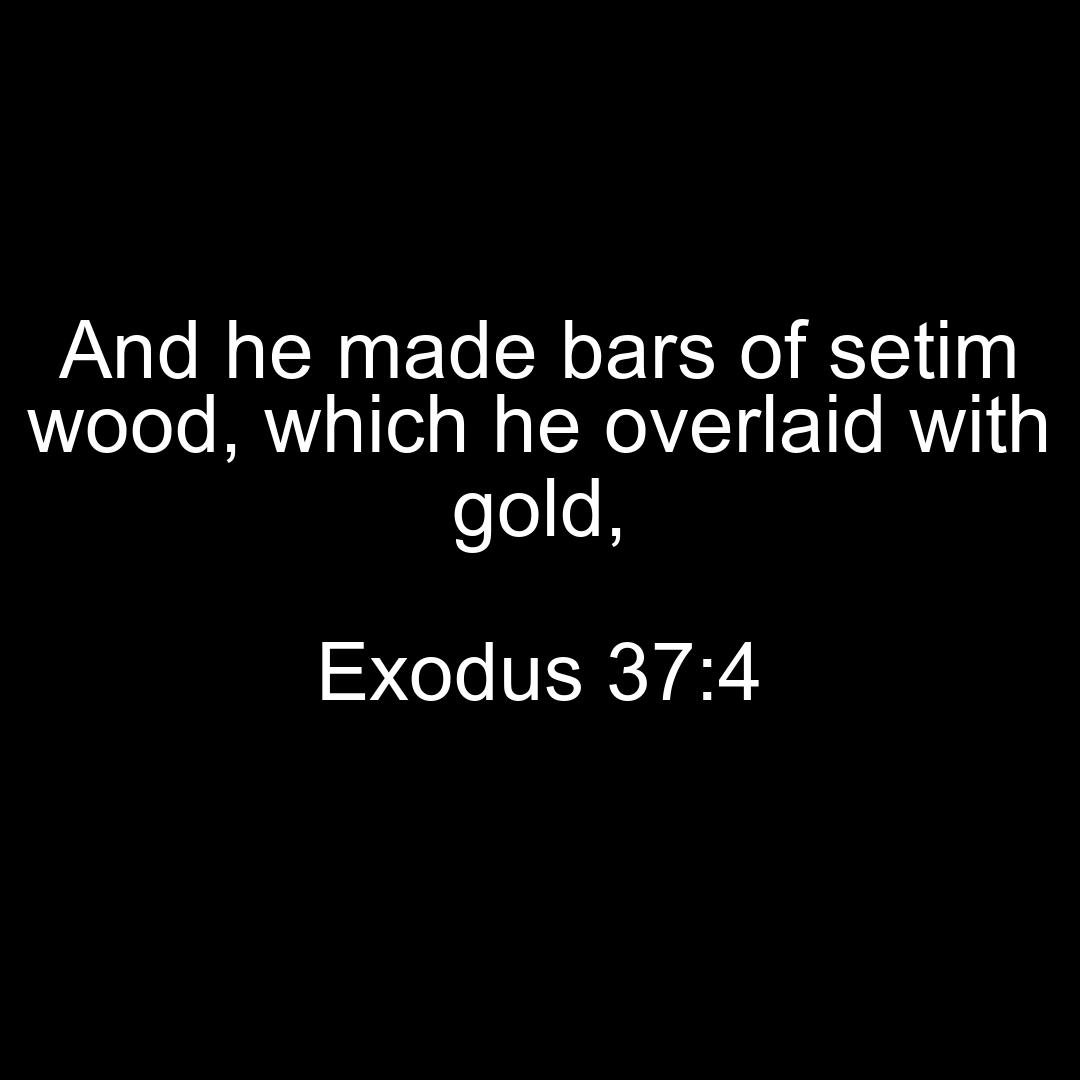 And he made bars of setim
wood, which he overlaid with
gold,
Exodus 37:4